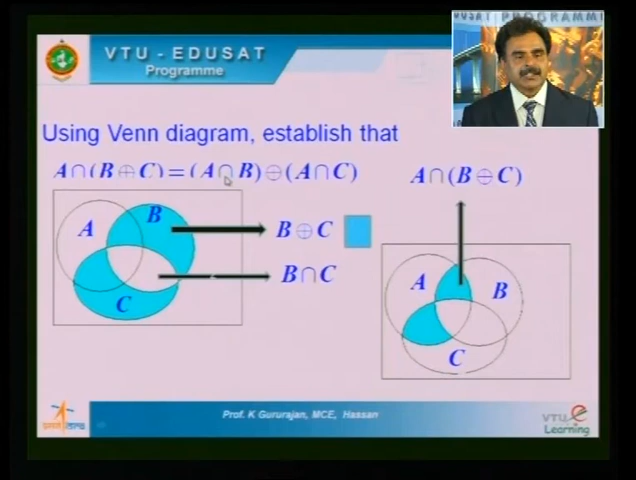 VTU - EDUSAT
Programme
Using Venn diagram, establish that
A∩(B⊕C)=(A∩B)⊕(A∩C)
A∩(B⊕C)
A
B
C
B⊕C
B∩C
A
B
C
Prof. K Gururajan, MCE, Hassan
VTU e
Learning